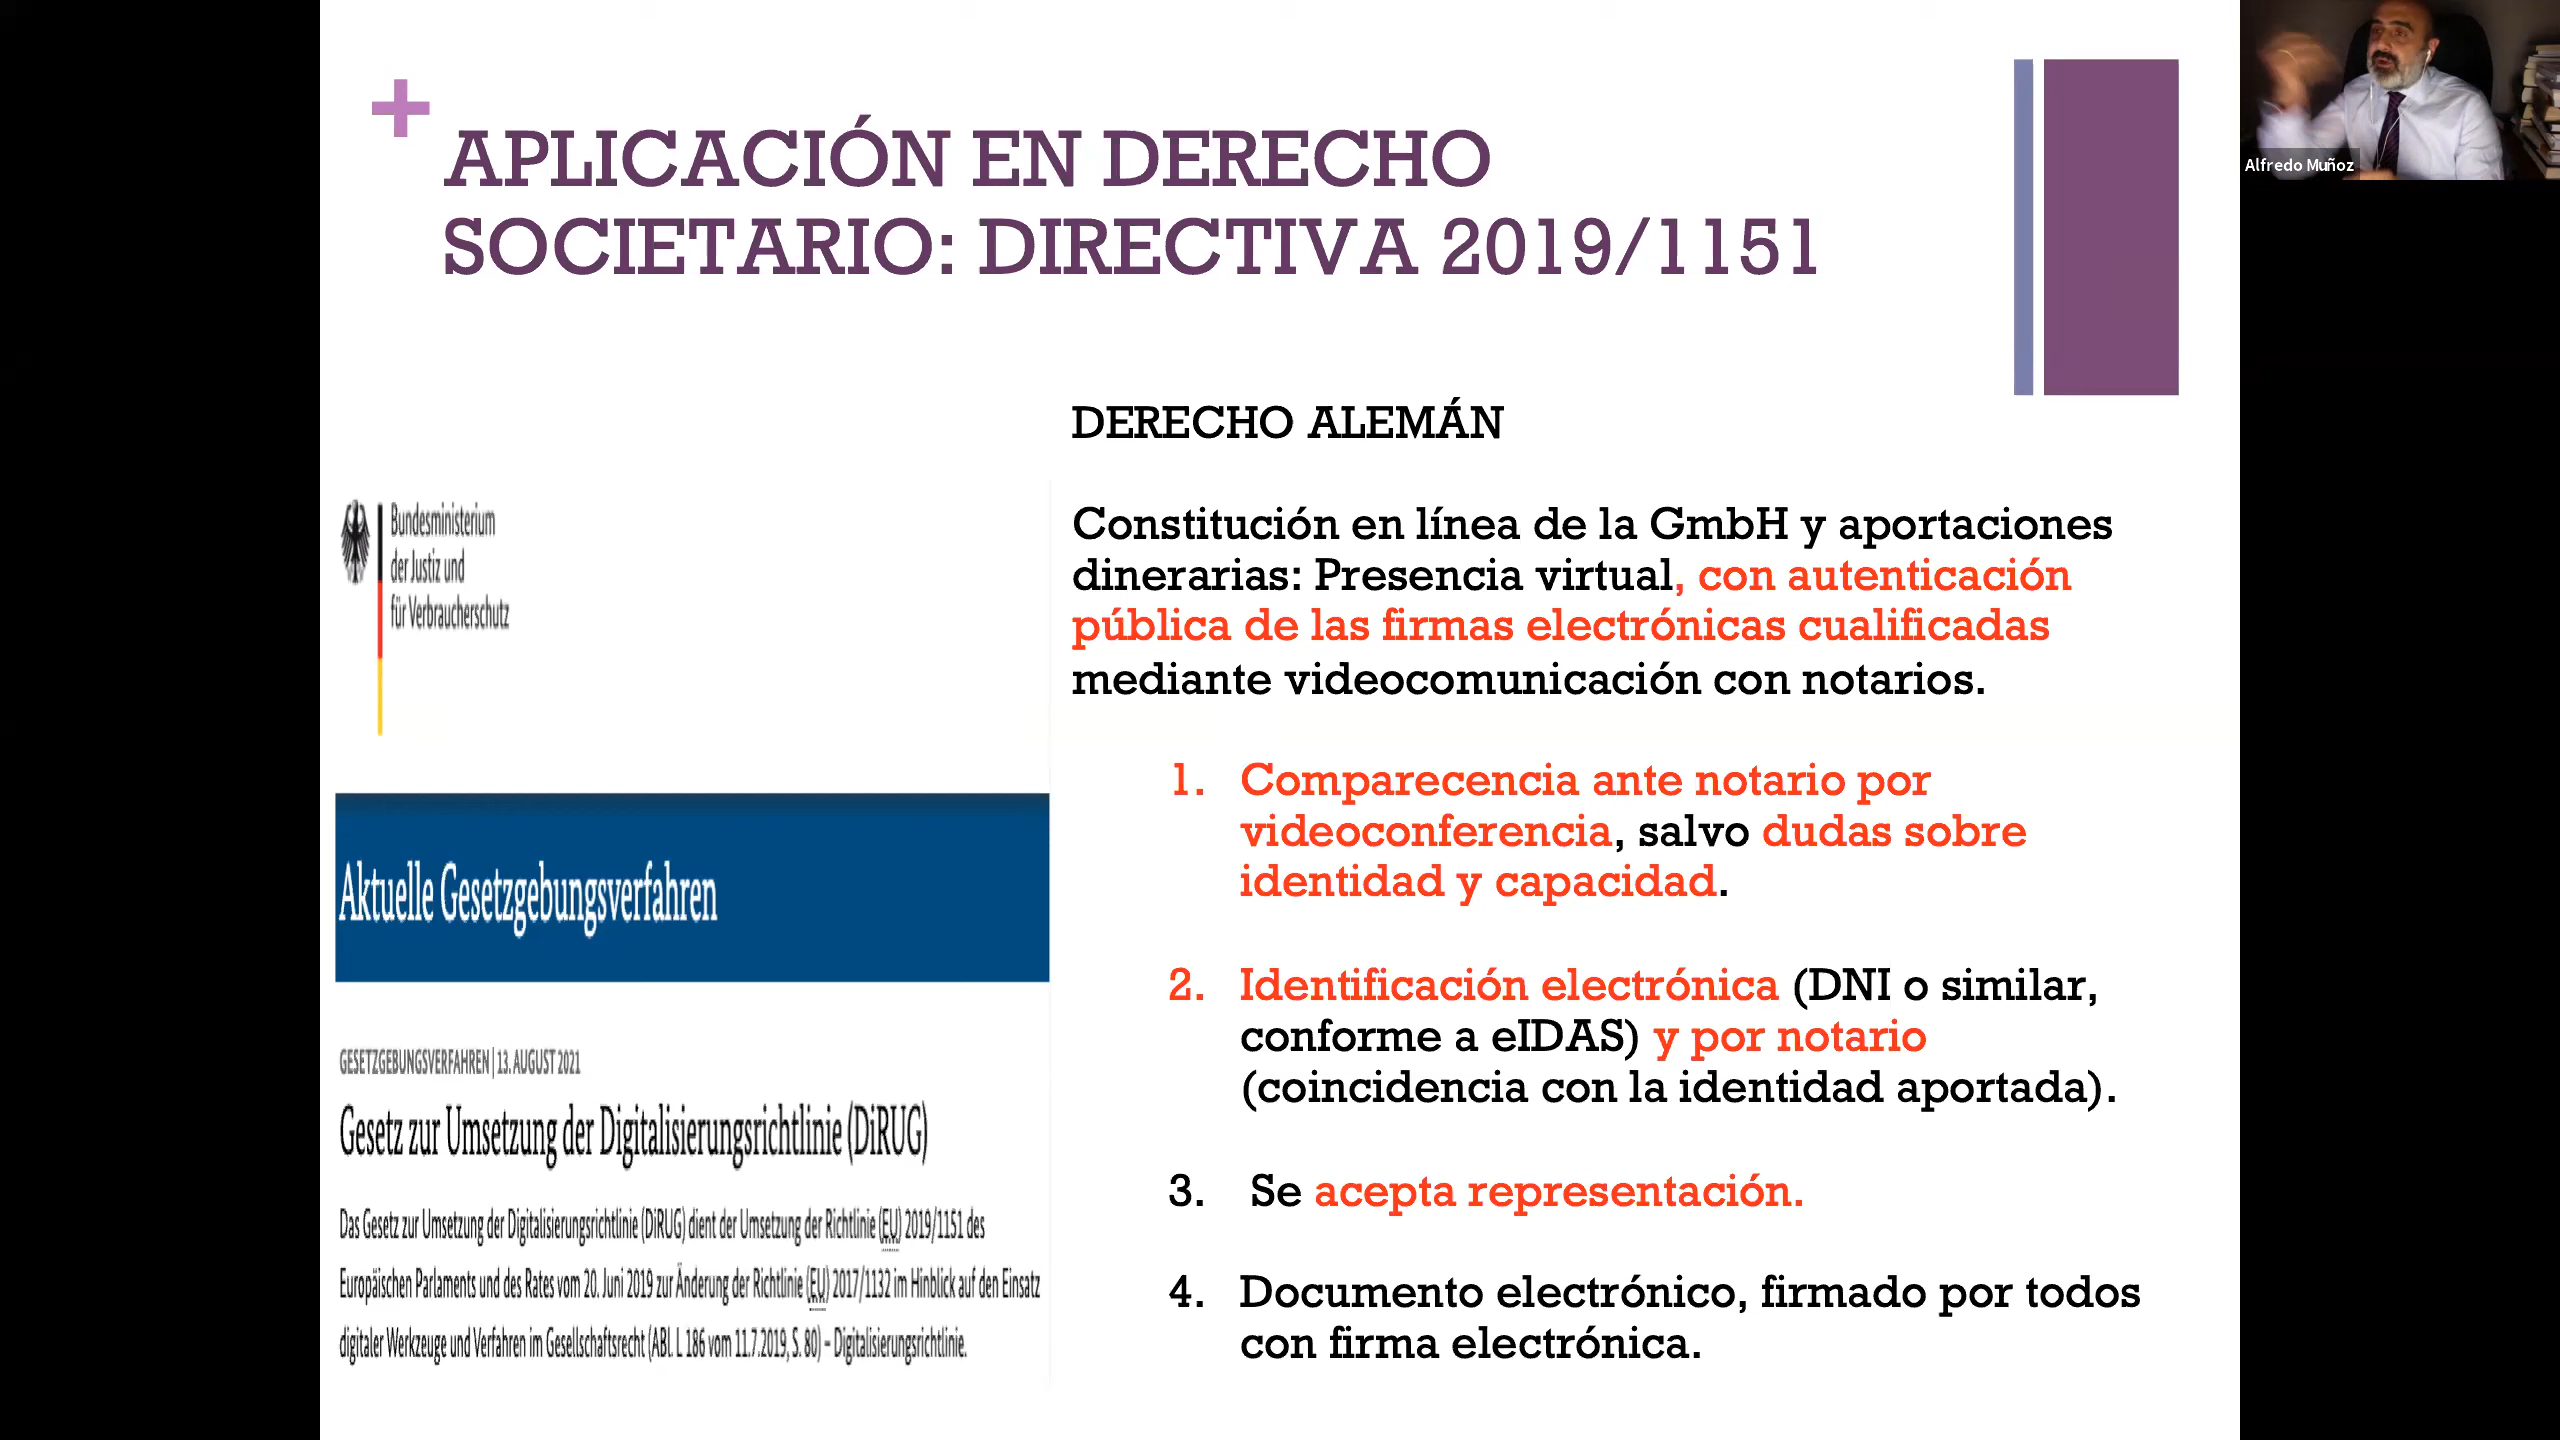 +
APLICACIÓN EN DERECHO
SOCIETARIO: DIRECTIVA 2019/1151
Alfredo Muñoz
Bundesministerium
der Justiz und
für Verbraucherschutz
Aktuelle Gesetzgebungsverfahren
GESETZGEBUNGSVERFAHREN | 13. AUGUST 2021
Gesetz zur Umsetzung der Digitalisierungsrichtlinie (DiRUG)
Das Gesetz zur Umsetzung der Digitalisierungsrichtlinie (DiRUG) dient der Umsetzung der Richtlinie (EU) 2019/1151 des
Europäischen Parlaments und des Rates vom 20. Juni 2019 zur Änderung der Richtlinie (EU) 2017/1132 im Hinblick auf den Einsatz
digitaler Werkzeuge und Verfahren im Gesellschaftsrecht (ABl. L 186 vom 11.7.2019, S. 80) – Digitalisierungsrichtlinie.
DERECHO ALEMÁN
Constitución en línea de la GmbH y aportaciones
dinerarias: Presencia virtual, con autenticación
pública de las firmas electrónicas cualificadas
mediante videocomunicación con notarios.
1. Comparecencia ante notario por
videoconferencia, salvo dudas sobre
identidad y capacidad.
2. Identificación electrónica (DNI o similar,
conforme a eIDAS) y por notario
(coincidencia con la identidad aportada).
3. Se acepta representación.
4. Documento electrónico, firmado por todos
con firma electrónica.